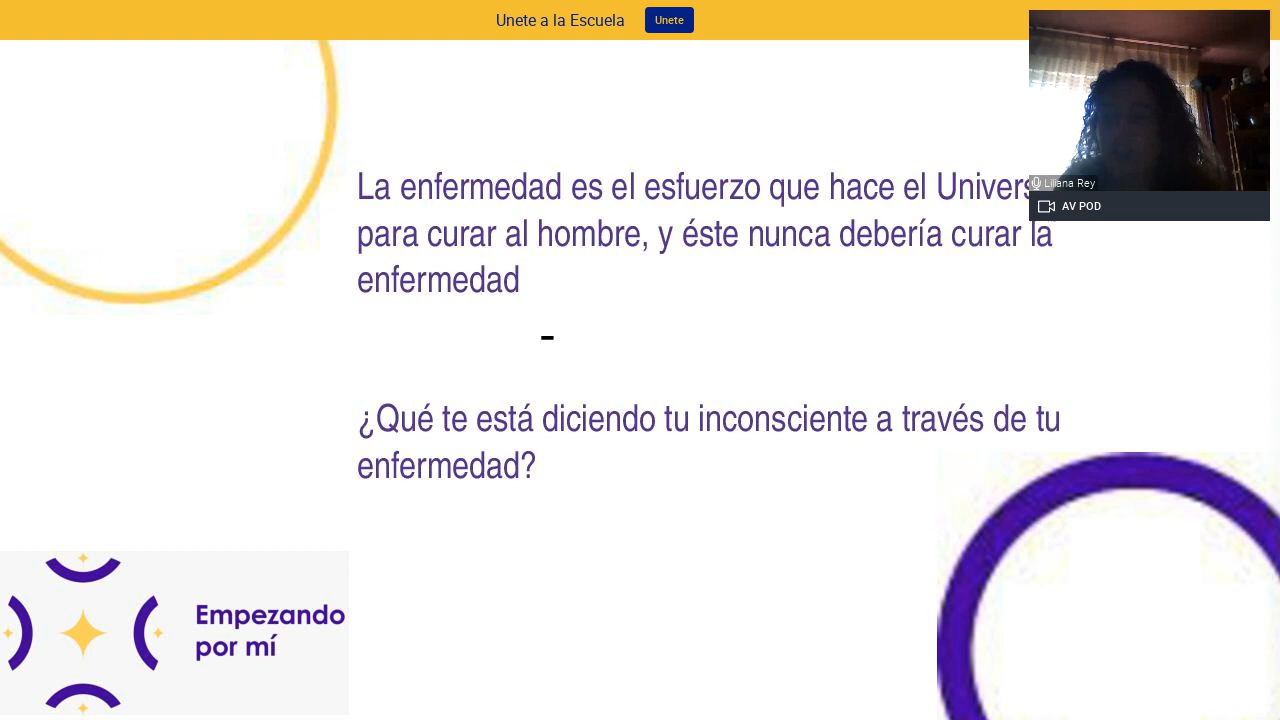 Unete a la Escuela Unete
La enfermedad es el esfuerzo que hace el Univers
para curar al hombre, y éste nunca debería curar la
enfermedad
-
¿Qué te está diciendo tu inconsciente a través de tu
enfermedad?
Liliana Rey
AV POD
Empezando
por mí